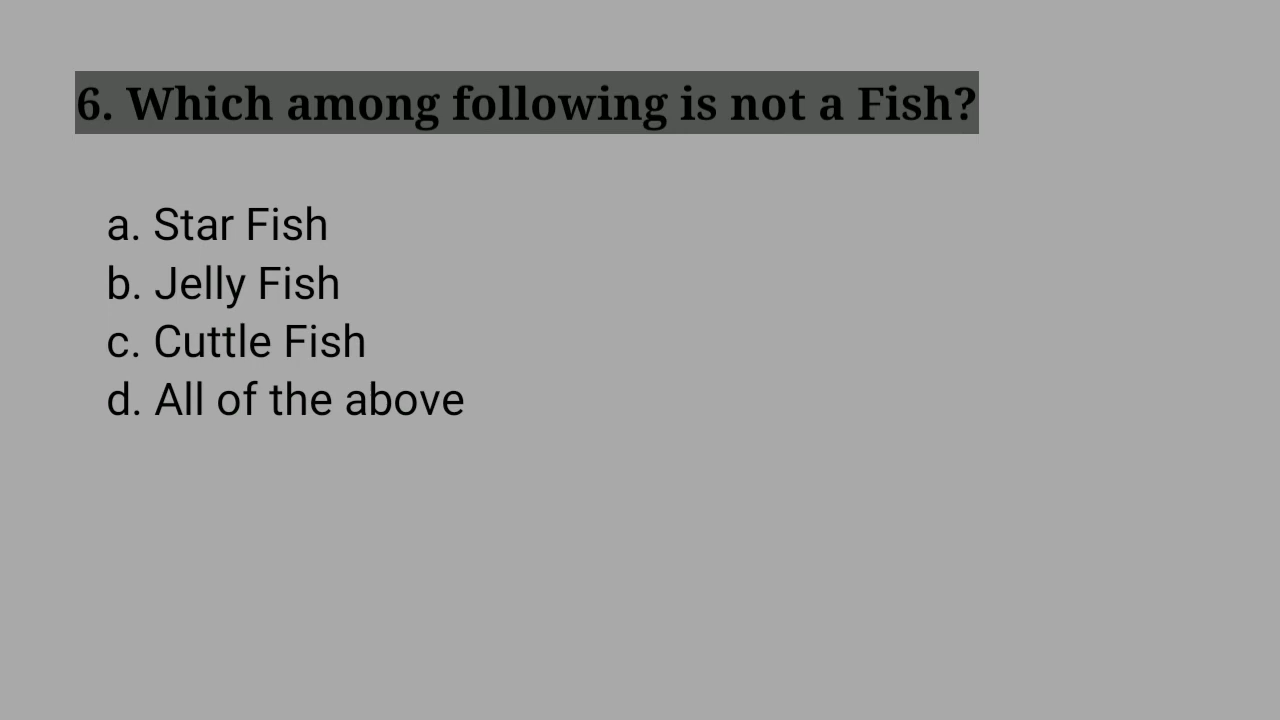 6. Which among following is not a Fish?
a. Star Fish
b. Jelly Fish
c. Cuttle Fish
d. All of the above